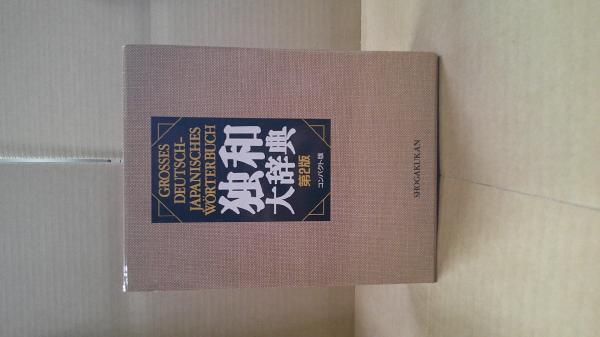 GROSSES
DEUTSCH-
JAPANISCHES
WÖRTERBUCH
独和
大辞典
第2版
コンパクト版
SHOGAKUKAN